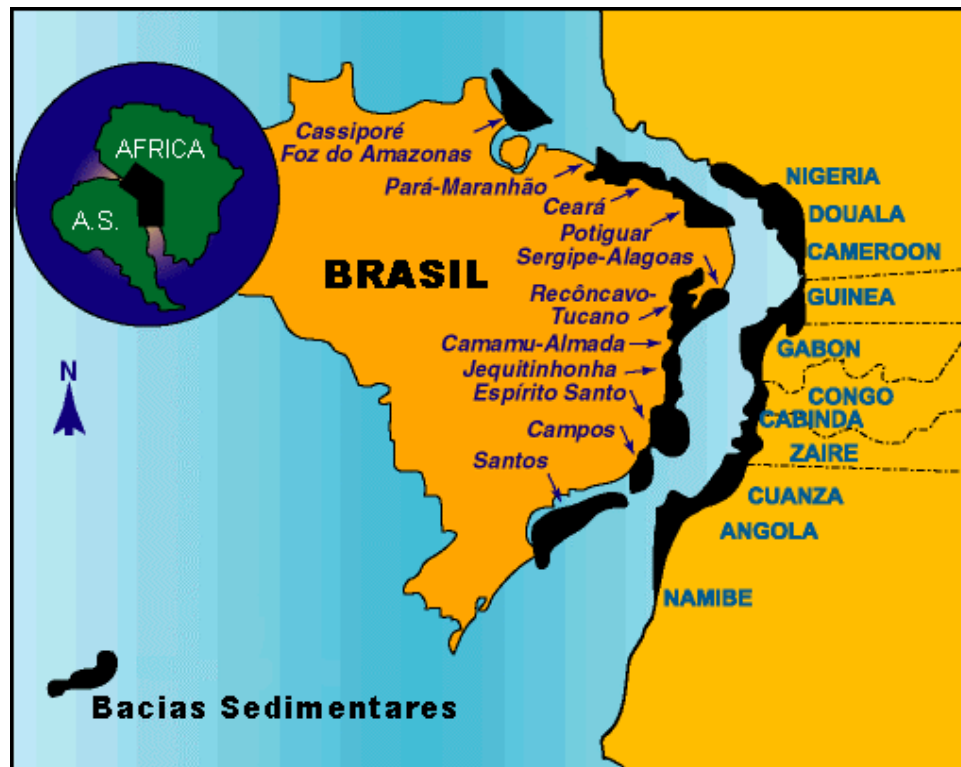 AFRICA
A.S.
N
BRASIL
Cassiporé
Foz do Amazonas
Pará-Maranhão
Ceará
Potiguar
Sergipe-Alagoas
Recôncavo-
Tucano
Camamu-Almada
Jequitinhonha
Espírito Santo
Campos
Santos
NIGERIA
DOUALA
CAMEROON
GUINEA
GABON
CONGO
CABINDA
ZAIRE
CUANZA
ANGOLA
NAMIBE
Bacias Sedimentares